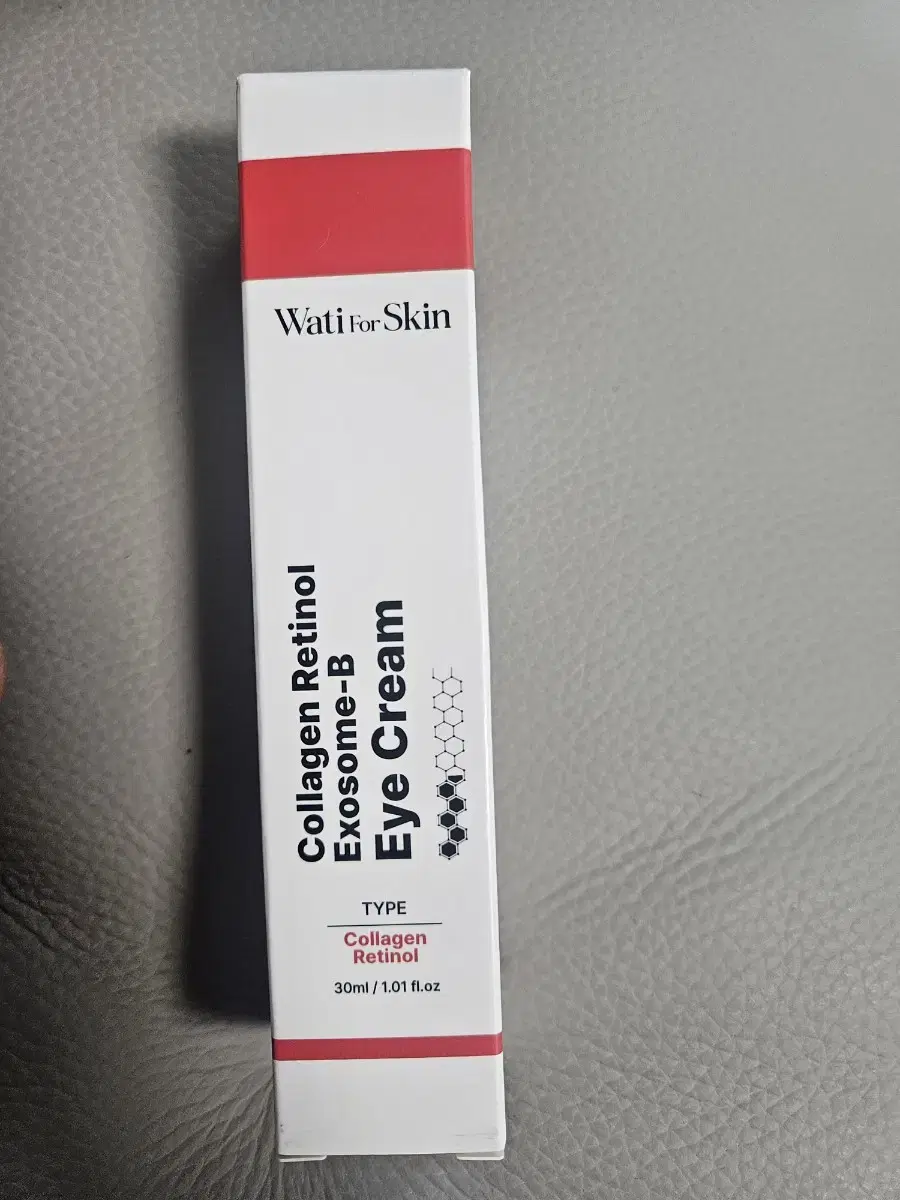 Wati For Skin
Collagen Retinol
Exosome-B
Eye Cream
TYPE
Collagen
Retinol
30ml / 1.01 fl.oz